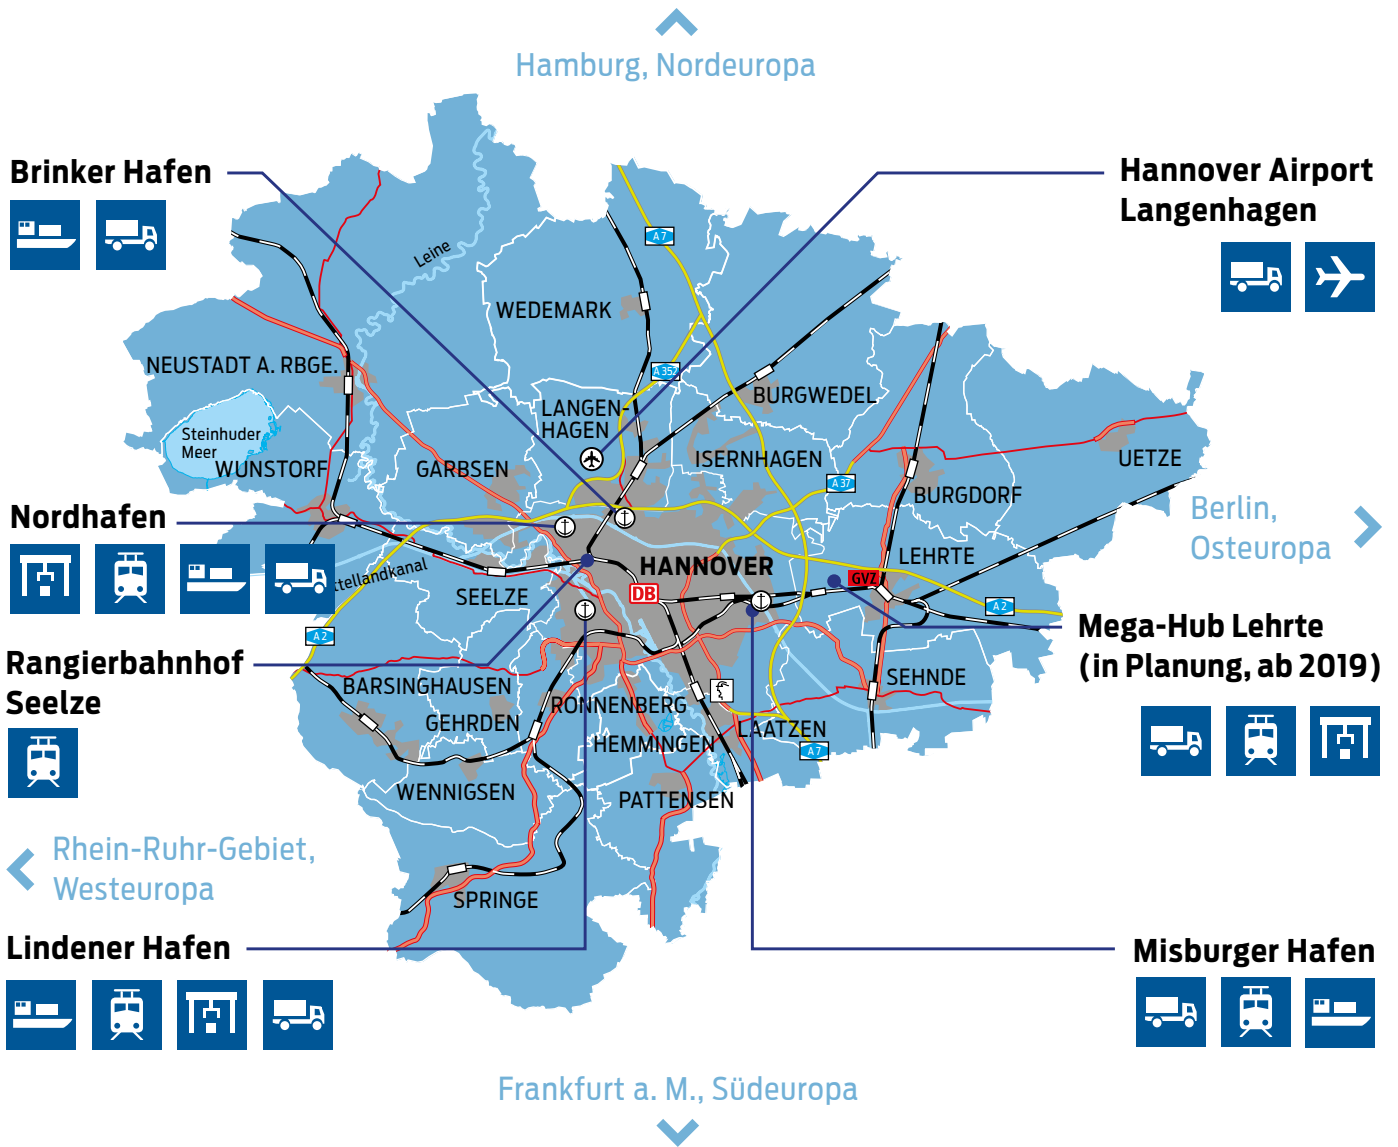 Hamburg, Nordeuropa
Brinker Hafen
Hannover Airport
Langenhagen
Leine
A 7
WEDEMARK
NEUSTADT A. RBGE.
A 352
BURGWEDEL
LANGEN-
HAGEN
Steinhuder
Meer
WUNSTORF
GARBSEN
ISERNHAGEN
UETZE
A 37
BURGDORF
Nordhafen
Berlin,
Osteuropa
HANNOVER
LEHRTE
tellandkanal
GVZ
SEELZE
DB
A 2
A 2
Mega-Hub Lehrte
(in Planung, ab 2019)
Rangierbahnhof
Seelze
SEHNDE
BARSINGHAUSEN
RONNENBERG
GEHRDEN
LAATZEN
HEMMINGEN
A 7
WENNIGSEN
PATTENSEN
Rhein-Ruhr-Gebiet,
Westeuropa
SPRINGE
Lindener Hafen
Misburger Hafen
Frankfurt a. M., Südeuropa